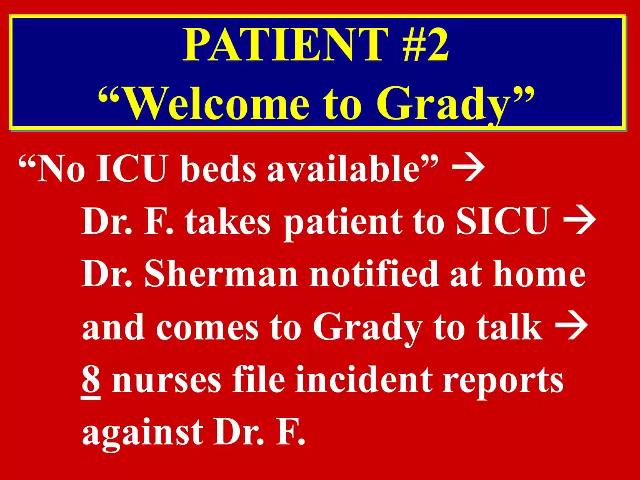 PATIENT #2
“Welcome to Grady”
“No ICU beds available” →
Dr. F. takes patient to SICU →
Dr. Sherman notified at home
and comes to Grady to talk →
8 nurses file incident reports
against Dr. F.